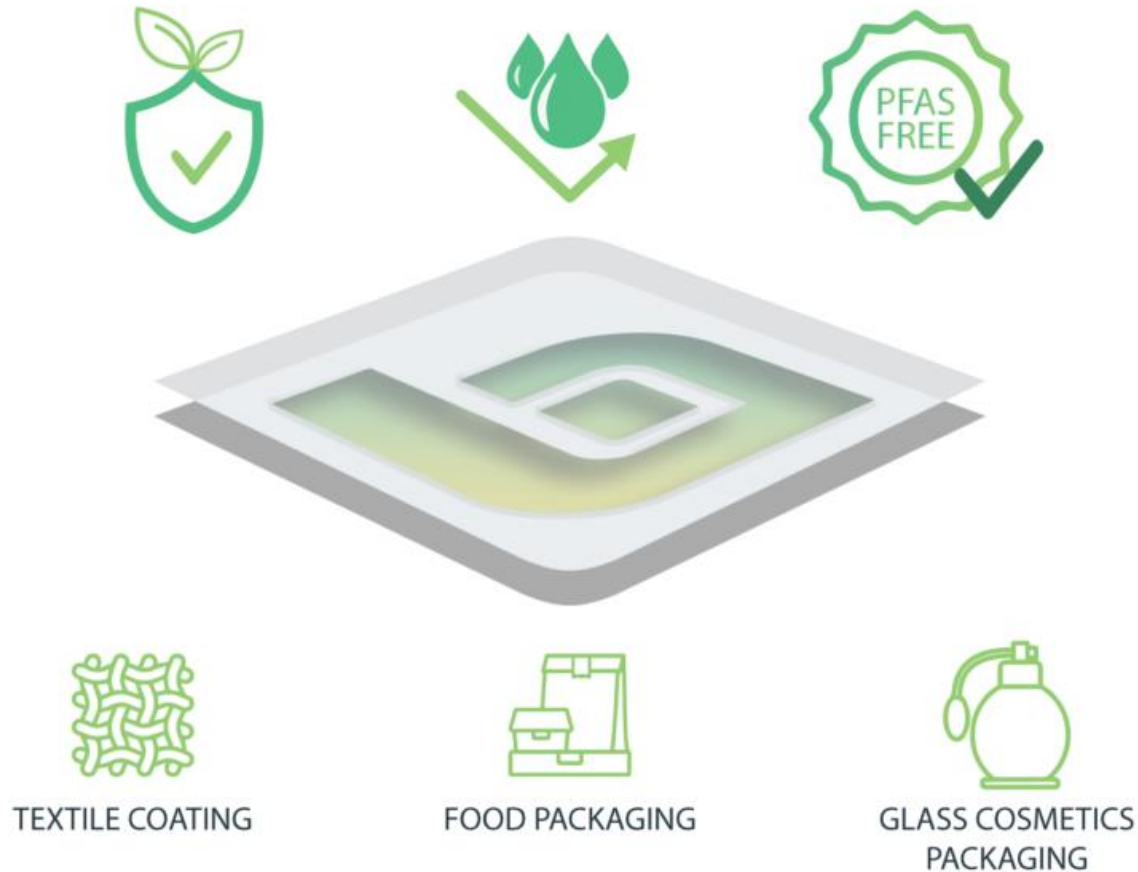 PFAS
FREE
TEXTILE COATING
FOOD PACKAGING
GLASS COSMETICS
PACKAGING